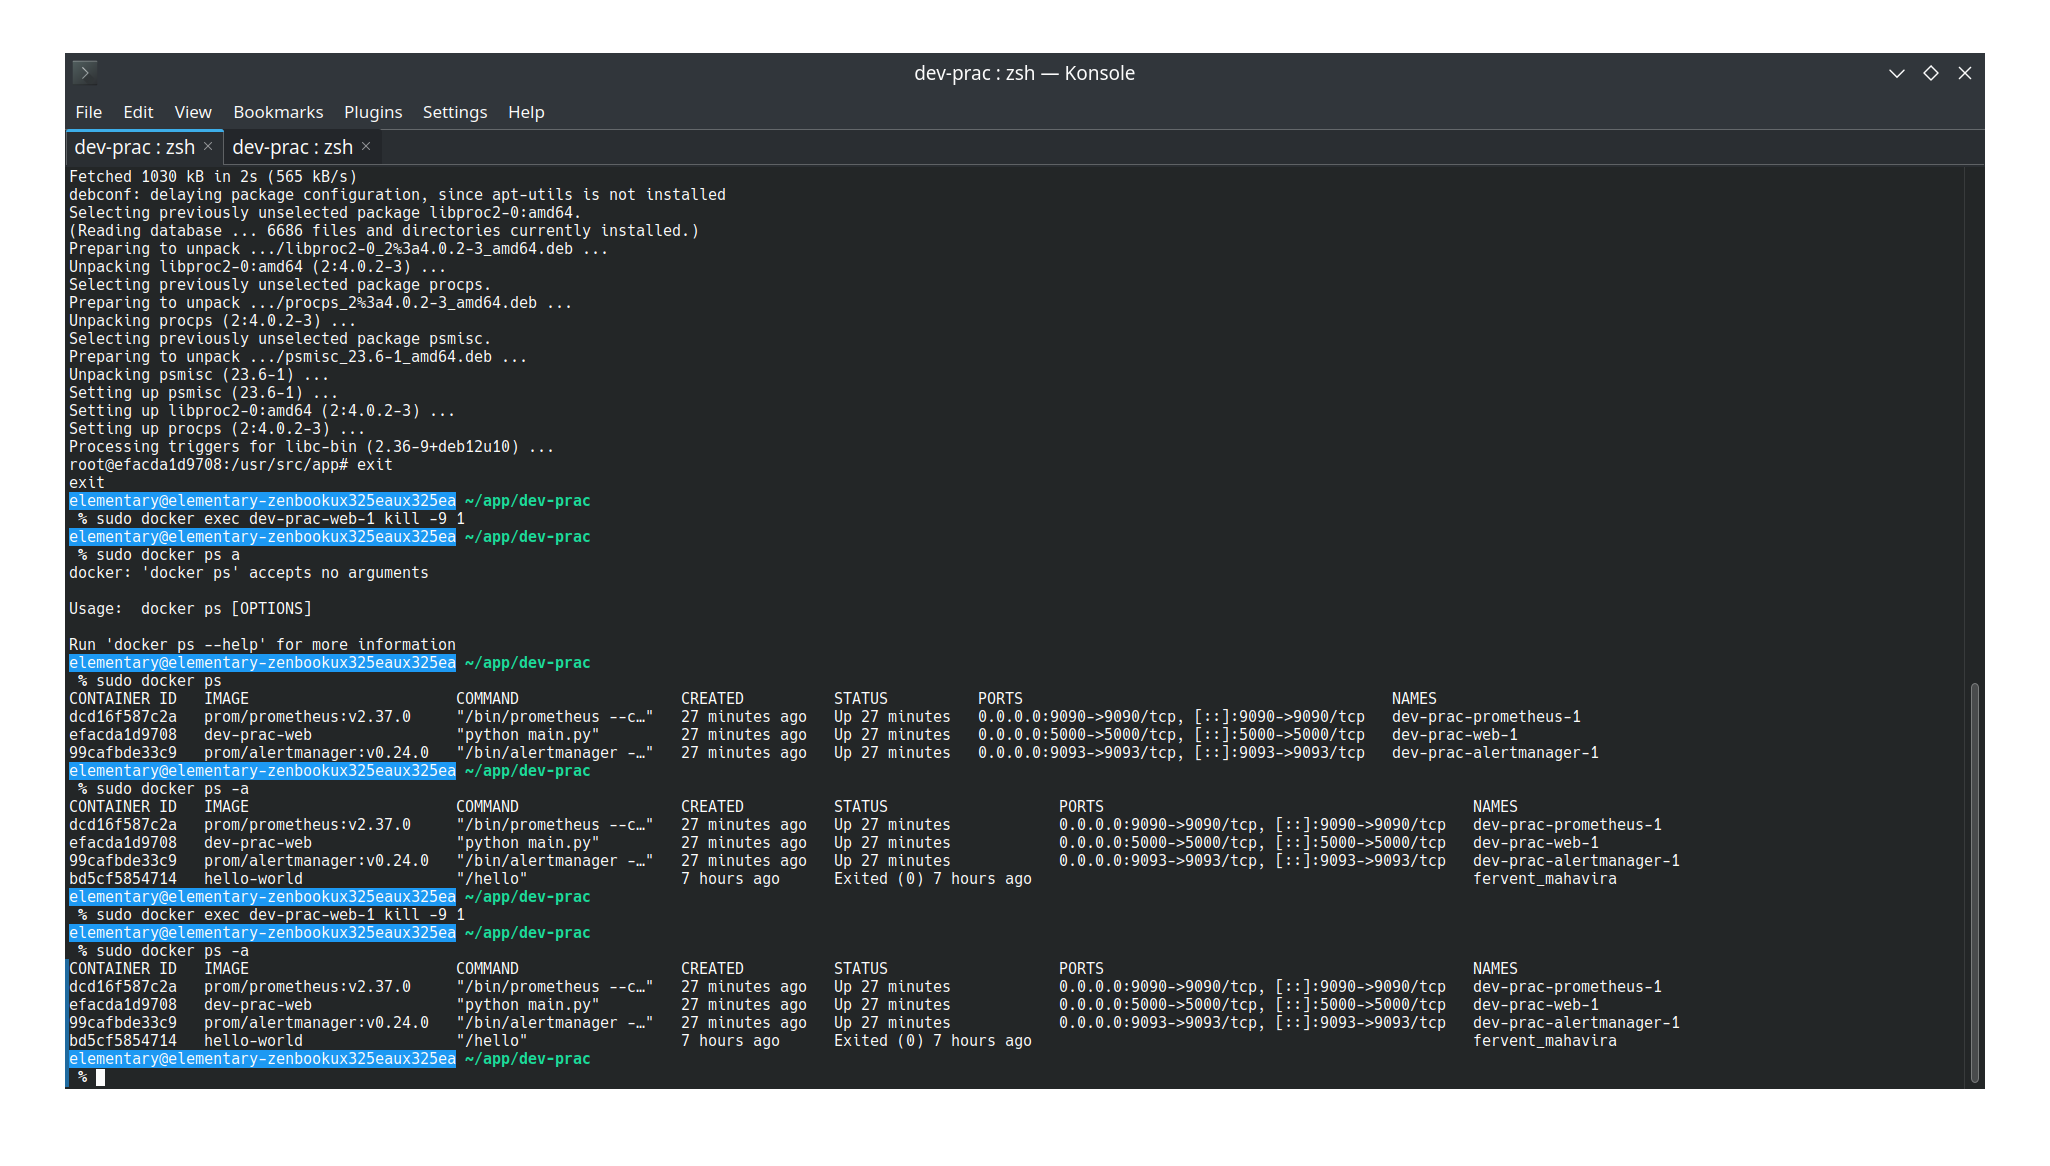 dev-prac : zsh — Konsole
File Edit View Bookmarks Plugins Settings Help
dev-prac : zsh × dev-prac : zsh ×
Fetched 1030 kB in 2s (565 kB/s)
debconf: delaying package configuration, since apt-utils is not installed
Selecting previously unselected package libproc2-0:amd64.
(Reading database ... 6686 files and directories currently installed.)
Preparing to unpack .../libproc2-0_2%3a4.0.2-3_amd64.deb ...
Unpacking libproc2-0:amd64 (2:4.0.2-3) ...
Selecting previously unselected package procps.
Preparing to unpack .../procps_2%3a4.0.2-3_amd64.deb ...
Unpacking procps (2:4.0.2-3) ...
Selecting previously unselected package psmisc.
Preparing to unpack .../psmisc_23.6-1_amd64.deb ...
Unpacking psmisc (23.6-1) ...
Setting up psmisc (23.6-1) ...
Setting up libproc2-0:amd64 (2:4.0.2-3) ...
Setting up procps (2:4.0.2-3) ...
Processing triggers for libc-bin (2.36-9+deb12u10) ...
root@efacda1d9708:/usr/src/app# exit
exit
elementary@elementary-zenbookux325eaux325ea ~/app/dev-prac
% sudo docker exec dev-prac-web-1 kill -9 1
elementary@elementary-zenbookux325eaux325ea ~/app/dev-prac
% sudo docker ps a
docker: 'docker ps' accepts no arguments
Usage:  docker ps [OPTIONS]
Run 'docker ps --help' for more information
elementary@elementary-zenbookux325eaux325ea ~/app/dev-prac
% sudo docker ps
CONTAINER ID   IMAGE                       COMMAND                  CREATED          STATUS          PORTS                                         NAMES
dcd16f587c2a   prom/prometheus:v2.37.0     "/bin/prometheus --c…"   27 minutes ago   Up 27 minutes   0.0.0.0:9090->9090/tcp, [::]:9090->9090/tcp   dev-prac-prometheus-1
efacda1d9708   dev-prac-web                "python main.py"         27 minutes ago   Up 27 minutes   0.0.0.0:5000->5000/tcp, [::]:5000->5000/tcp   dev-prac-web-1
99cafbde33c9   prom/alertmanager:v0.24.0   "/bin/alertmanager -…"   27 minutes ago   Up 27 minutes   0.0.0.0:9093->9093/tcp, [::]:9093->9093/tcp   dev-prac-alertmanager-1
elementary@elementary-zenbookux325eaux325ea ~/app/dev-prac
% sudo docker ps -a
CONTAINER ID   IMAGE                       COMMAND                  CREATED          STATUS                   PORTS                                         NAMES
dcd16f587c2a   prom/prometheus:v2.37.0     "/bin/prometheus --c…"   27 minutes ago   Up 27 minutes            0.0.0.0:9090->9090/tcp, [::]:9090->9090/tcp   dev-prac-prometheus-1
efacda1d9708   dev-prac-web                "python main.py"         27 minutes ago   Up 27 minutes            0.0.0.0:5000->5000/tcp, [::]:5000->5000/tcp   dev-prac-web-1
99cafbde33c9   prom/alertmanager:v0.24.0   "/bin/alertmanager -…"   27 minutes ago   Up 27 minutes            0.0.0.0:9093->9093/tcp, [::]:9093->9093/tcp   dev-prac-alertmanager-1
bd5cf5854714   hello-world                 "/hello"                 7 hours ago      Exited (0) 7 hours ago                                                 fervent_mahavira
elementary@elementary-zenbookux325eaux325ea ~/app/dev-prac
% sudo docker exec dev-prac-web-1 kill -9 1
elementary@elementary-zenbookux325eaux325ea ~/app/dev-prac
% sudo docker ps -a
CONTAINER ID   IMAGE                       COMMAND                  CREATED          STATUS                   PORTS                                         NAMES
dcd16f587c2a   prom/prometheus:v2.37.0     "/bin/prometheus --c…"   27 minutes ago   Up 27 minutes            0.0.0.0:9090->9090/tcp, [::]:9090->9090/tcp   dev-prac-prometheus-1
efacda1d9708   dev-prac-web                "python main.py"         27 minutes ago   Up 27 minutes            0.0.0.0:5000->5000/tcp, [::]:5000->5000/tcp   dev-prac-web-1
99cafbde33c9   prom/alertmanager:v0.24.0   "/bin/alertmanager -…"   27 minutes ago   Up 27 minutes            0.0.0.0:9093->9093/tcp, [::]:9093->9093/tcp   dev-prac-alertmanager-1
bd5cf5854714   hello-world                 "/hello"                 7 hours ago      Exited (0) 7 hours ago                                                 fervent_mahavira
elementary@elementary-zenbookux325eaux325ea ~/app/dev-prac
%